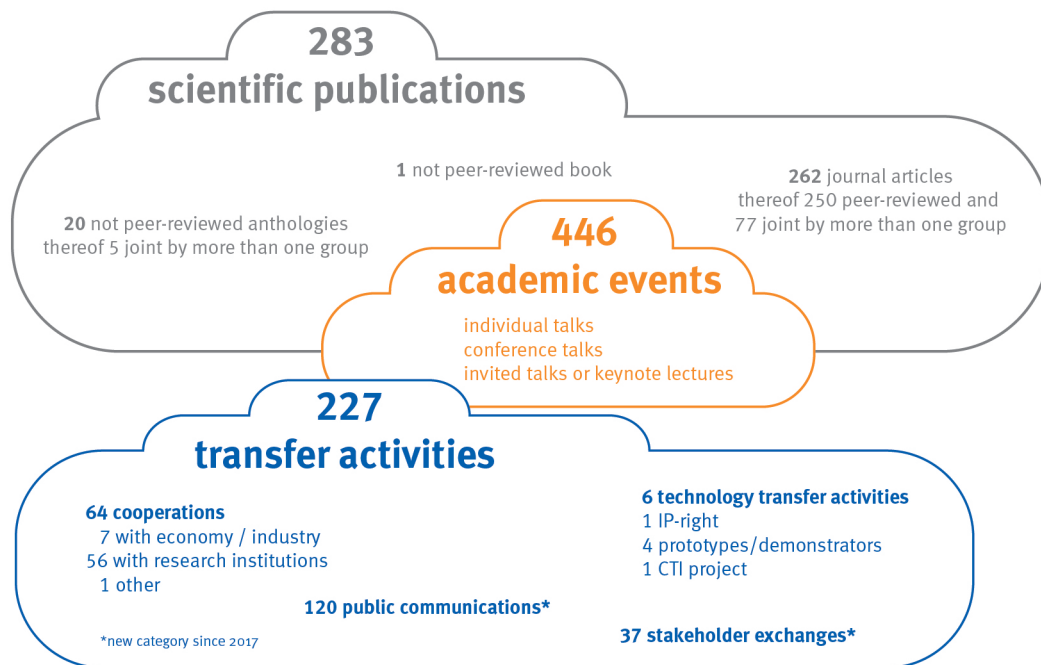 283
scientific publications
1 not peer-reviewed book
20 not peer-reviewed anthologies
thereof 5 joint by more than one group
262 journal articles
thereof 250 peer-reviewed and
77 joint by more than one group
446
academic events
individual talks
conference talks
invited talks or keynote lectures
227
transfer activities
64 cooperations
7 with economy / industry
56 with research institutions
1 other
6 technology transfer activities
1 IP-right
4 prototypes/demonstrators
1 CTI project
120 public communications*
37 stakeholder exchanges*
*new category since 2017